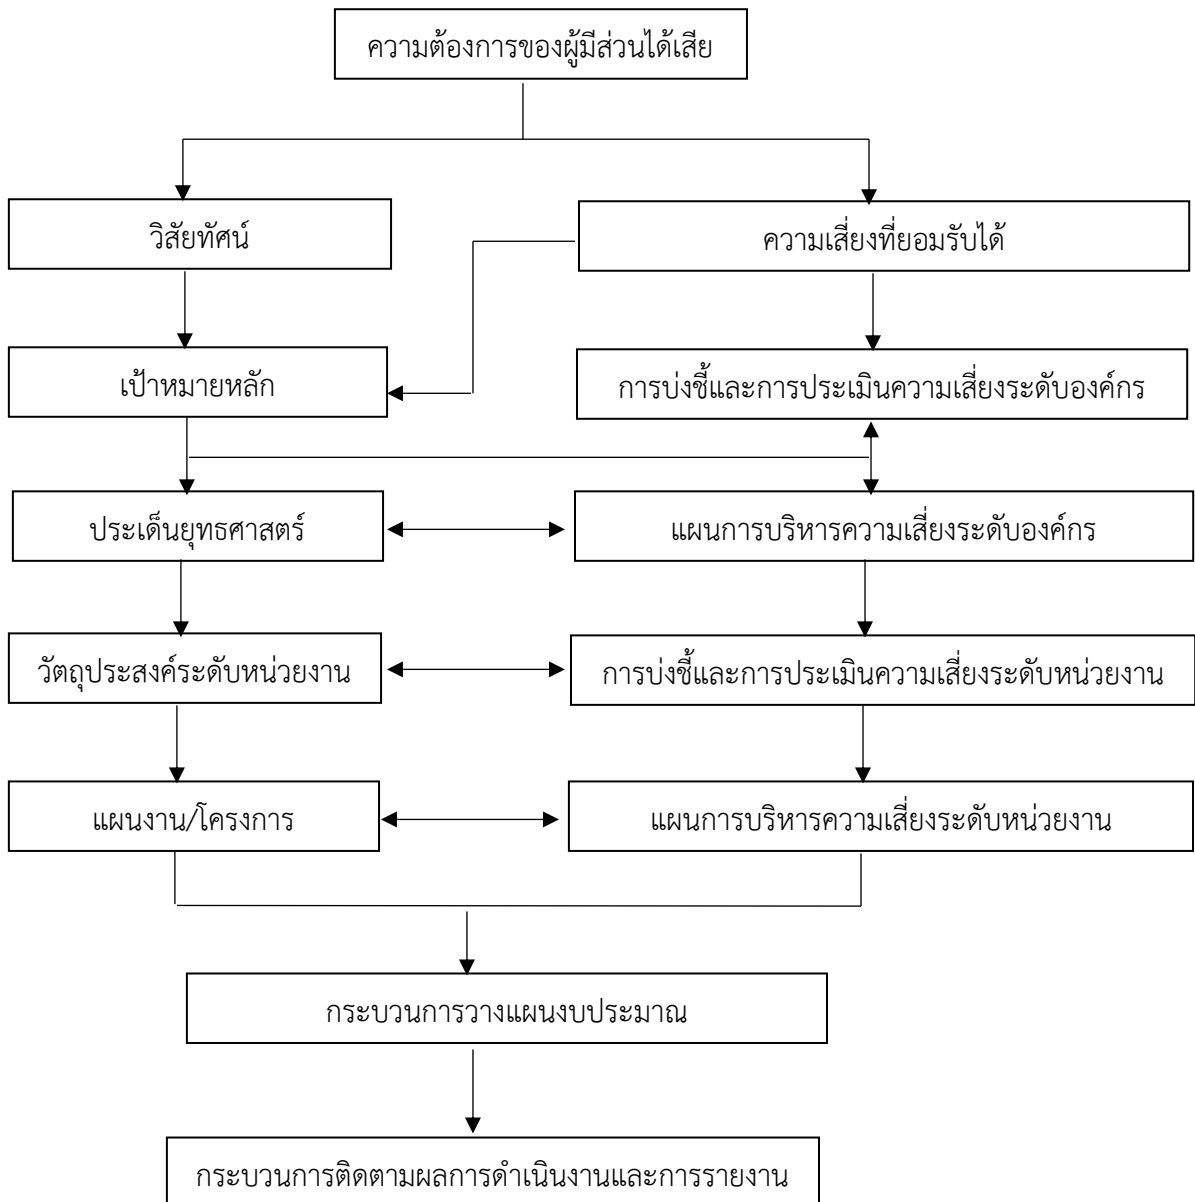 ความต้องการของผู้มีส่วนได้เสีย
วิสัยทัศน์
ความเสี่ยงที่ยอมรับได้
เป้าหมายหลัก
การบ่งชี้และการประเมินความเสี่ยงระดับองค์กร
ประเด็นยุทธศาสตร์
แผนการบริหารความเสี่ยงระดับองค์กร
วัตถุประสงค์ระดับหน่วยงาน
การบ่งชี้และการประเมินความเสี่ยงระดับหน่วยงาน
แผนงาน/โครงการ
แผนการบริหารความเสี่ยงระดับหน่วยงาน
กระบวนการวางแผนงบประมาณ
กระบวนการติดตามผลการดำเนินงานและการรายงาน